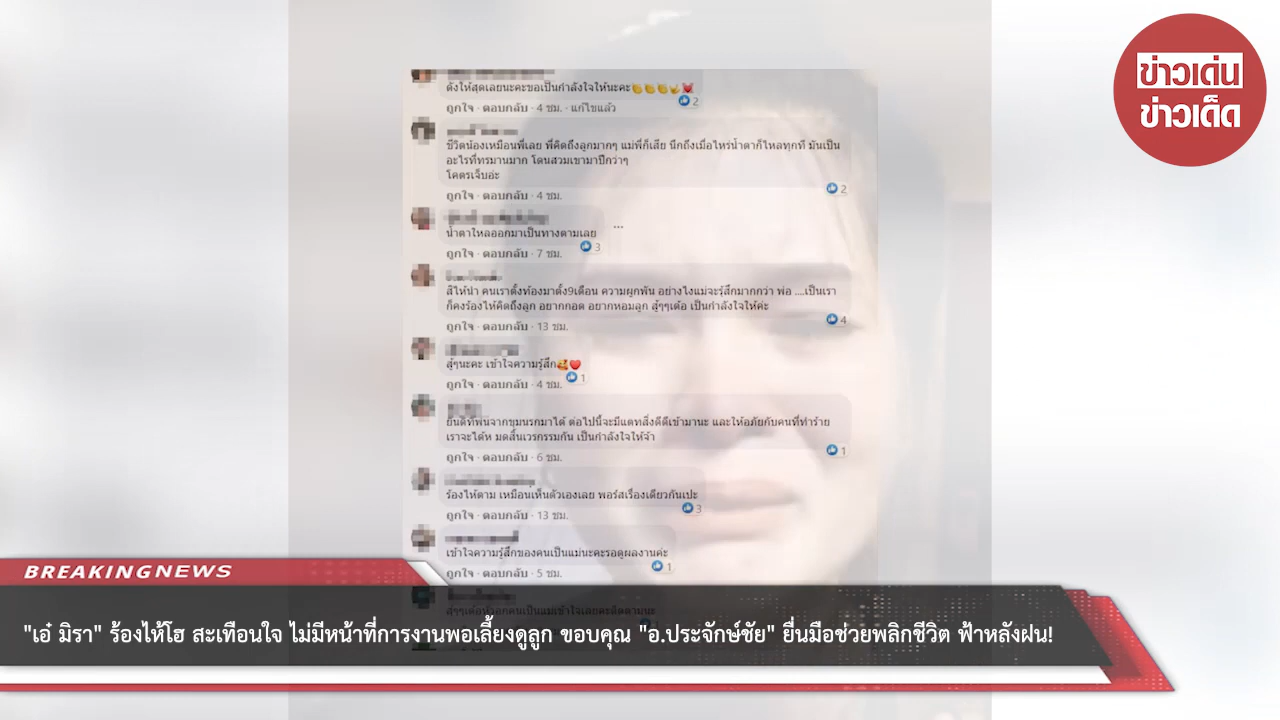 ข่าวเด่น
ข่าวเด็ด
ดังให้สุดเลยนะคะขอเป็นกำลังใจให้นะคะ👏👏👏🤟💓
2
ถูกใจ · ตอบกลับ · 4 ชม. · แก้ไขแล้ว
ชีวิตน้องเหมือนพี่เลย พี่คิดถึงลูกมากๆ แม่พี่ก็เสีย นึกถึงเมื่อไหร่น้ำตาก็ไหลทุกที มันเป็น
อะไรที่ทรมานมาก โดนสวมเขามาปีกว่าๆ
โคตรเจ็บอ่ะ
2
ถูกใจ · ตอบกลับ · 4 ชม.
น้ำตาไหลออกมาเป็นทางตามเลย
3
ถูกใจ · ตอบกลับ · 7 ชม.
สิให้นำ คนเราตั้งท้องมาตั้ง9เดือน ความผูกพัน อย่างไงแม่จะรู้สึกมากกว่า พ่อ ....เป็นเรา
ก็คงร้องไห้คิดถึงลูก อยากกอด อยากหอมลูก สู้ๆๆเด้อ เป็นกำลังใจให้ค่ะ
4
ถูกใจ · ตอบกลับ · 13 ชม.
สู้ๆนะคะ เข้าใจความรู้สึก🥰❤️
1
ถูกใจ · ตอบกลับ · 4 ชม.
ยินดีที่พ้นจากขุมนรกมาได้ ต่อไปนี้จะมีแตทสิ่งดีดีเข้ามานะ และให้อภัยกับคนที่ทำร้าย
เราจะได้ห มดสิ้นเวรกรรมกัน เป็นกำลังใจให้จ้า
1
ถูกใจ · ตอบกลับ · 6 ชม.
ร้องไห้ตาม เหมือนเห็นตัวเองเลย พอร์สเรื่องเดียวกันเปะ
3
ถูกใจ · ตอบกลับ · 13 ชม.
เข้าใจความรู้สึกของคนเป็นแม่นะคะรอดูผลงานค่ะ
1
ถูกใจ · ตอบกลับ · 5 ชม.
BREAKINGNEWS
"เอ๋ มิรา" ร้องไห้โฮ สะเทือนใจ ไม่มีหน้าที่การงานพอเลี้ยงดูลูก ขอบคุณ "อ.ประจักษ์ชัย" ยื่นมือช่วยพลิกชีวิต ฟ้าหลังฝน!